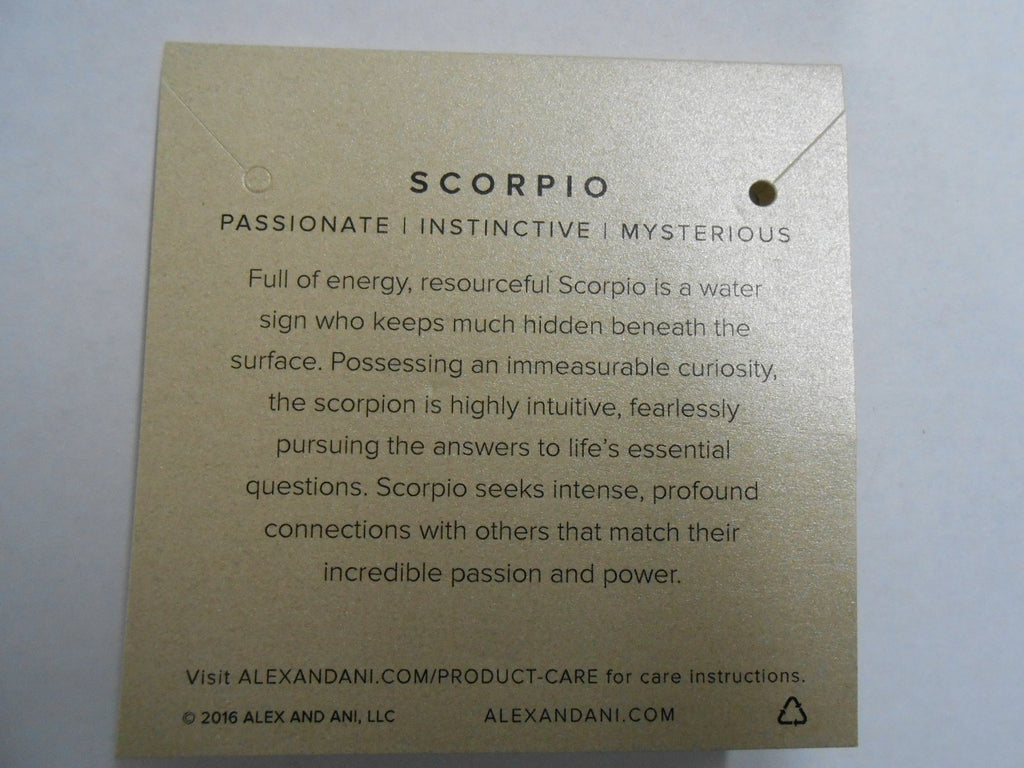 SCORPIO
PASSIONATE | INSTINCTIVE | MYSTERIOUS
Full of energy, resourceful Scorpio is a water
sign who keeps much hidden beneath the
surface. Possessing an immeasurable curiosity,
the scorpion is highly intuitive, fearlessly
pursuing the answers to life's essential
questions. Scorpio seeks intense, profound
connections with others that match their
incredible passion and power.
Visit ALEXANDANI.COM/PRODUCT-CARE for care instructions.
© 2016 ALEX AND ANI, LLC ALEXANDANI.COM